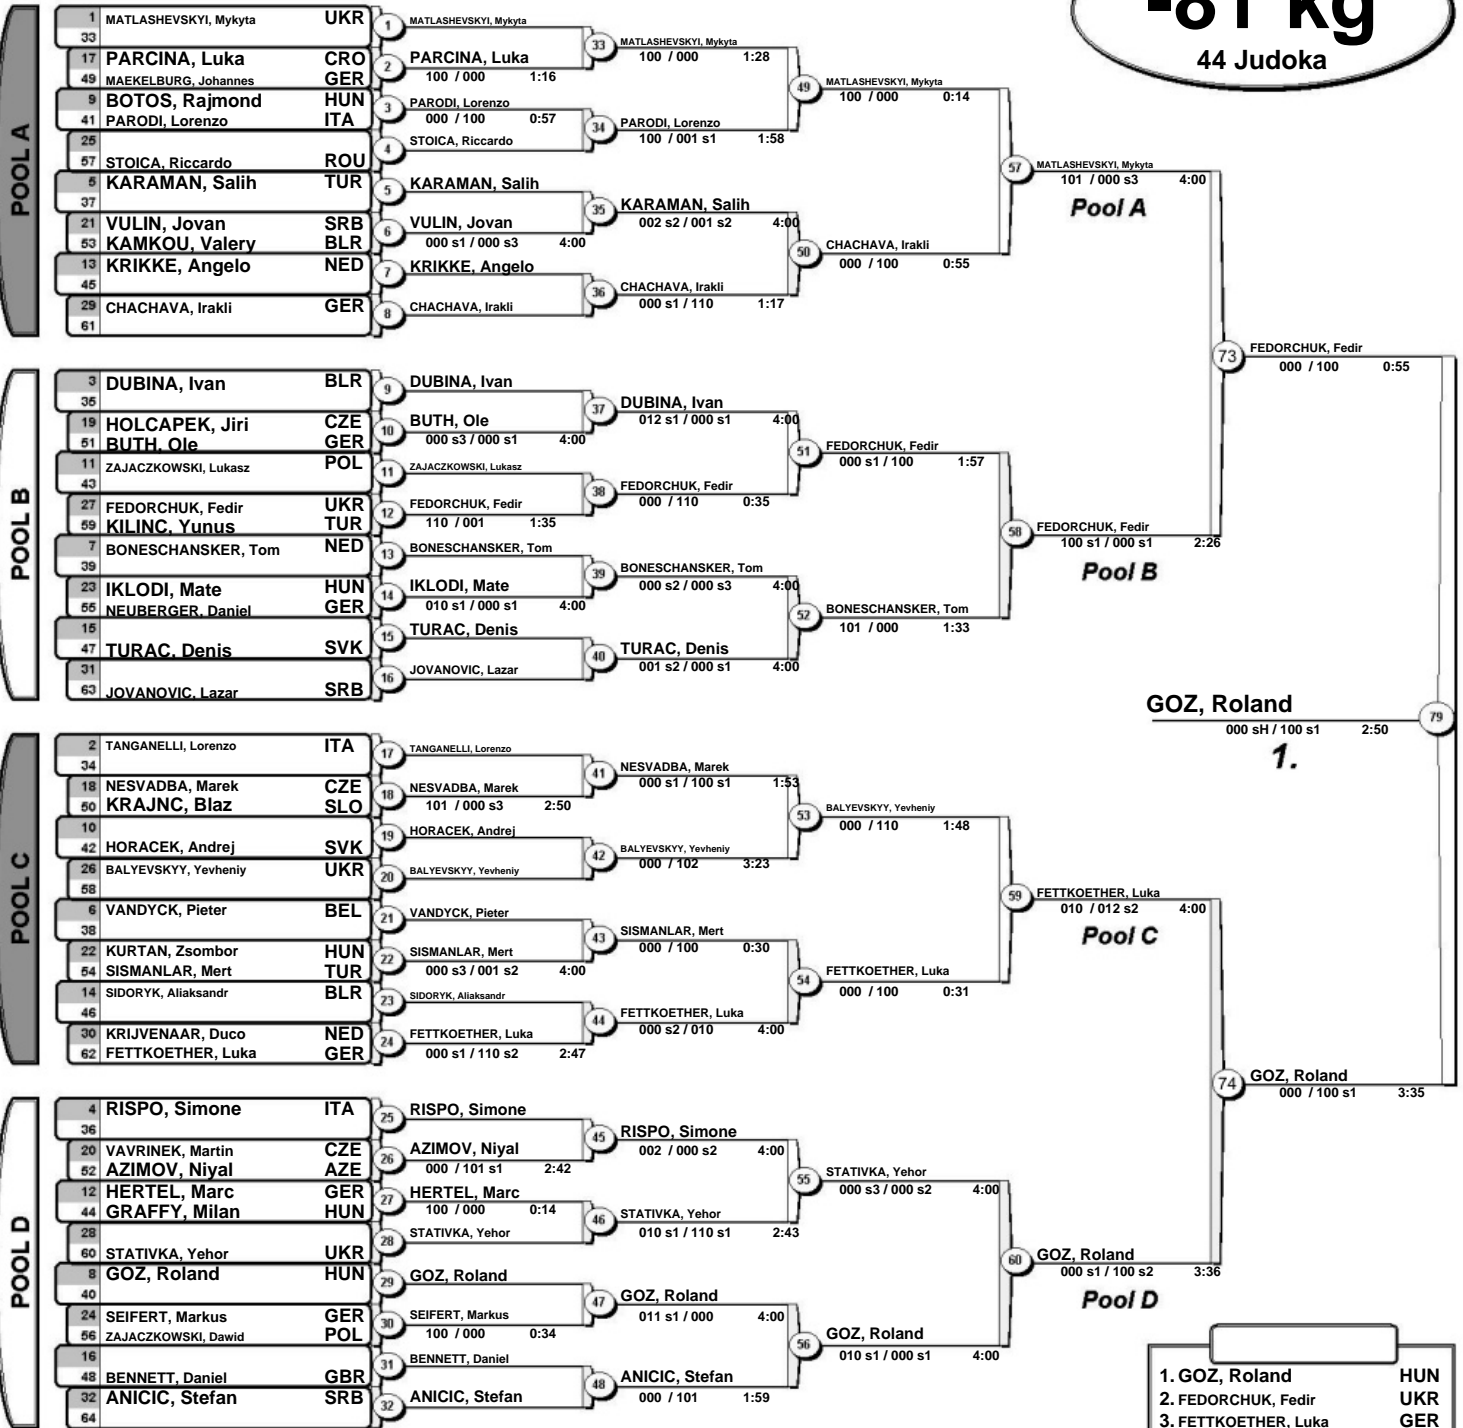 -81 kg
44 Judoka
POOL A
1 MATLASHEVSKYI, Mykyta UKR
33
17 PARCINA, Luka CRO
49 MAEKELBURG, Johannes GER
9 BOTOS, Rajmond HUN
41 PARODI, Lorenzo ITA
25
57 STOICA, Riccardo ROU
5 KARAMAN, Salih TUR
37
21 VULIN, Jovan SRB
53 KAMKOU, Valery BLR
13 KRIKKE, Angelo NED
45
29 CHACHAVA, Irakli GER
61
1 MATLASHEVSKYI, Mykyta
2 PARCINA, Luka
100 / 000 1:16
3 PARODI, Lorenzo
000 / 100 0:57
4 STOICA, Riccardo
5 KARAMAN, Salih
6 VULIN, Jovan
000 s1 / 000 s3 4:00
7 KRIKKE, Angelo
8 CHACHAVA, Irakli
33 MATLASHEVSKYI, Mykyta
100 / 000 1:28
34 PARODI, Lorenzo
100 / 001 s1 1:58
35 KARAMAN, Salih
002 s2 / 001 s2 4:00
36 CHACHAVA, Irakli
000 s1 / 110 1:17
49 MATLASHEVSKYI, Mykyta
100 / 000 0:14
50 CHACHAVA, Irakli
000 / 100 0:55
57 MATLASHEVSKYI, Mykyta
101 / 000 s3 4:00
Pool A
POOL B
3 DUBINA, Ivan BLR
35
19 HOLCAPEK, Jiri CZE
51 BUTH, Ole GER
11 ZAJACZKOWSKI, Lukasz POL
43
27 FEDORCHUK, Fedir UKR
59 KILINC, Yunus TUR
7 BONESCHANSKER, Tom NED
39
23 IKLODI, Mate HUN
55 NEUBERGER, Daniel GER
15
47 TURAC, Denis SVK
31
63 JOVANOVIC, Lazar SRB
9 DUBINA, Ivan
10 BUTH, Ole
000 s3 / 000 s1 4:00
11 ZAJACZKOWSKI, Lukasz
12 FEDORCHUK, Fedir
110 / 001 1:35
13 BONESCHANSKER, Tom
14 IKLODI, Mate
010 s1 / 000 s1 4:00
15 TURAC, Denis
16 JOVANOVIC, Lazar
37 DUBINA, Ivan
012 s1 / 000 s1 4:00
38 FEDORCHUK, Fedir
000 / 110 0:35
39 BONESCHANSKER, Tom
000 s2 / 000 s3 4:00
40 TURAC, Denis
001 s2 / 000 s1 4:00
51 FEDORCHUK, Fedir
000 s1 / 100 1:57
52 BONESCHANSKER, Tom
101 / 000 1:33
58 FEDORCHUK, Fedir
100 s1 / 000 s1 2:26
Pool B
73 FEDORCHUK, Fedir
000 / 100 0:55
GOZ, Roland 79
000 sH / 100 s1 2:50
1.
POOL C
2 TANGANELLI, Lorenzo ITA
34
18 NESVADBA, Marek CZE
50 KRAJNC, Blaz SLO
10
42 HORACEK, Andrej SVK
26 BALYEVSKYY, Yevheniy UKR
58
6 VANDYCK, Pieter BEL
38
22 KURTAN, Zsombor HUN
54 SISMANLAR, Mert TUR
14 SIDORYK, Aliaksandr BLR
46
30 KRIJVENAAR, Duco NED
62 FETTKOETHER, Luka GER
17 TANGANELLI, Lorenzo
18 NESVADBA, Marek
101 / 000 s3 2:50
19 HORACEK, Andrej
20 BALYEVSKYY, Yevheniy
21 VANDYCK, Pieter
22 SISMANLAR, Mert
000 s3 / 001 s2 4:00
23 SIDORYK, Aliaksandr
24 FETTKOETHER, Luka
000 s1 / 110 s2 2:47
41 NESVADBA, Marek
000 s1 / 100 s1 1:53
42 BALYEVSKYY, Yevheniy
000 / 102 3:23
43 SISMANLAR, Mert
000 / 100 0:30
44 FETTKOETHER, Luka
000 s2 / 010 4:00
53 BALYEVSKYY, Yevheniy
000 / 110 1:48
54 FETTKOETHER, Luka
000 / 100 0:31
59 FETTKOETHER, Luka
010 / 012 s2 4:00
Pool C
POOL D
4 RISPO, Simone ITA
36
20 VAVRINEK, Martin CZE
52 AZIMOV, Niyal AZE
12 HERTEL, Marc GER
44 GRAFFY, Milan HUN
28
60 STATIVKA, Yehor UKR
8 GOZ, Roland HUN
40
24 SEIFERT, Markus GER
56 ZAJACZKOWSKI, Dawid POL
16
48 BENNETT, Daniel GBR
32 ANICIC, Stefan SRB
64
25 RISPO, Simone
26 AZIMOV, Niyal
000 / 101 s1 2:42
27 HERTEL, Marc
100 / 000 0:14
28 STATIVKA, Yehor
29 GOZ, Roland
30 SEIFERT, Markus
100 / 000 0:34
31 BENNETT, Daniel
32 ANICIC, Stefan
45 RISPO, Simone
002 / 000 s2 4:00
46 STATIVKA, Yehor
010 s1 / 110 s1 2:43
47 GOZ, Roland
011 s1 / 000 4:00
48 ANICIC, Stefan
000 / 101 1:59
55 STATIVKA, Yehor
000 s3 / 000 s2 4:00
56 GOZ, Roland
010 s1 / 000 s1 4:00
60 GOZ, Roland
000 s1 / 100 s2 3:36
Pool D
74 GOZ, Roland
000 / 100 s1 3:35
1. GOZ, Roland HUN
2. FEDORCHUK, Fedir UKR
3. FETTKOETHER, Luka GER